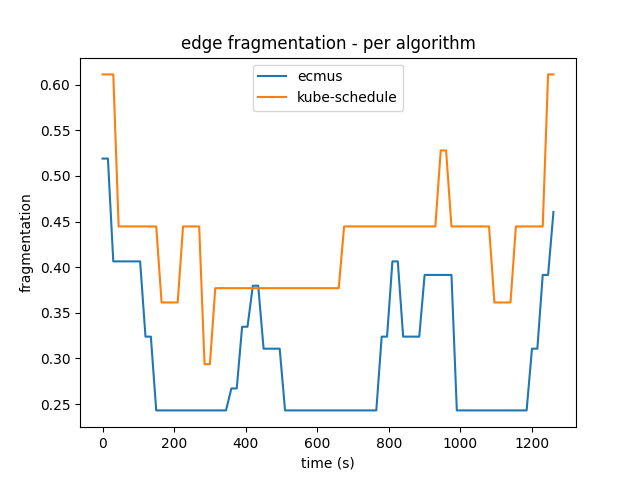 edge fragmentation - per algorithm
ecmus
kube-schedule
fragmentation
0.60
0.55
0.50
0.45
0.40
0.35
0.30
0.25
0 200 400 600 800 1000 1200
time (s)